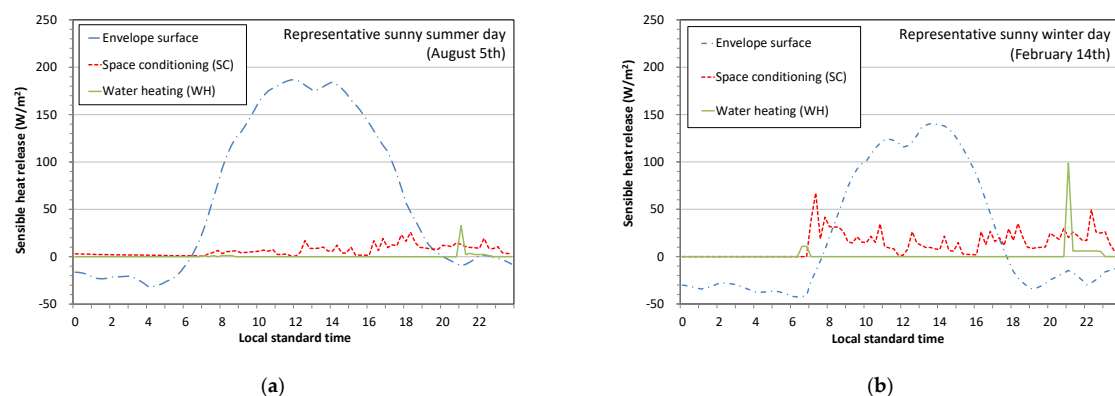 250
200
150
100
50
0
-50
Sensible heat release (W/m²)
Envelope surface
Space conditioning (SC)
Water heating (WH)
Representative sunny summer day
(August 5th)
0 2 4 6 8 10 12 14 16 18 20 22
Local standard time
(a)
250
200
150
100
50
0
-50
Sensible heat release (W/m²)
Envelope surface
Space conditioning (SC)
Water heating (WH)
Representative sunny winter day
(February 14th)
0 2 4 6 8 10 12 14 16 18 20 22
Local standard time
(b)